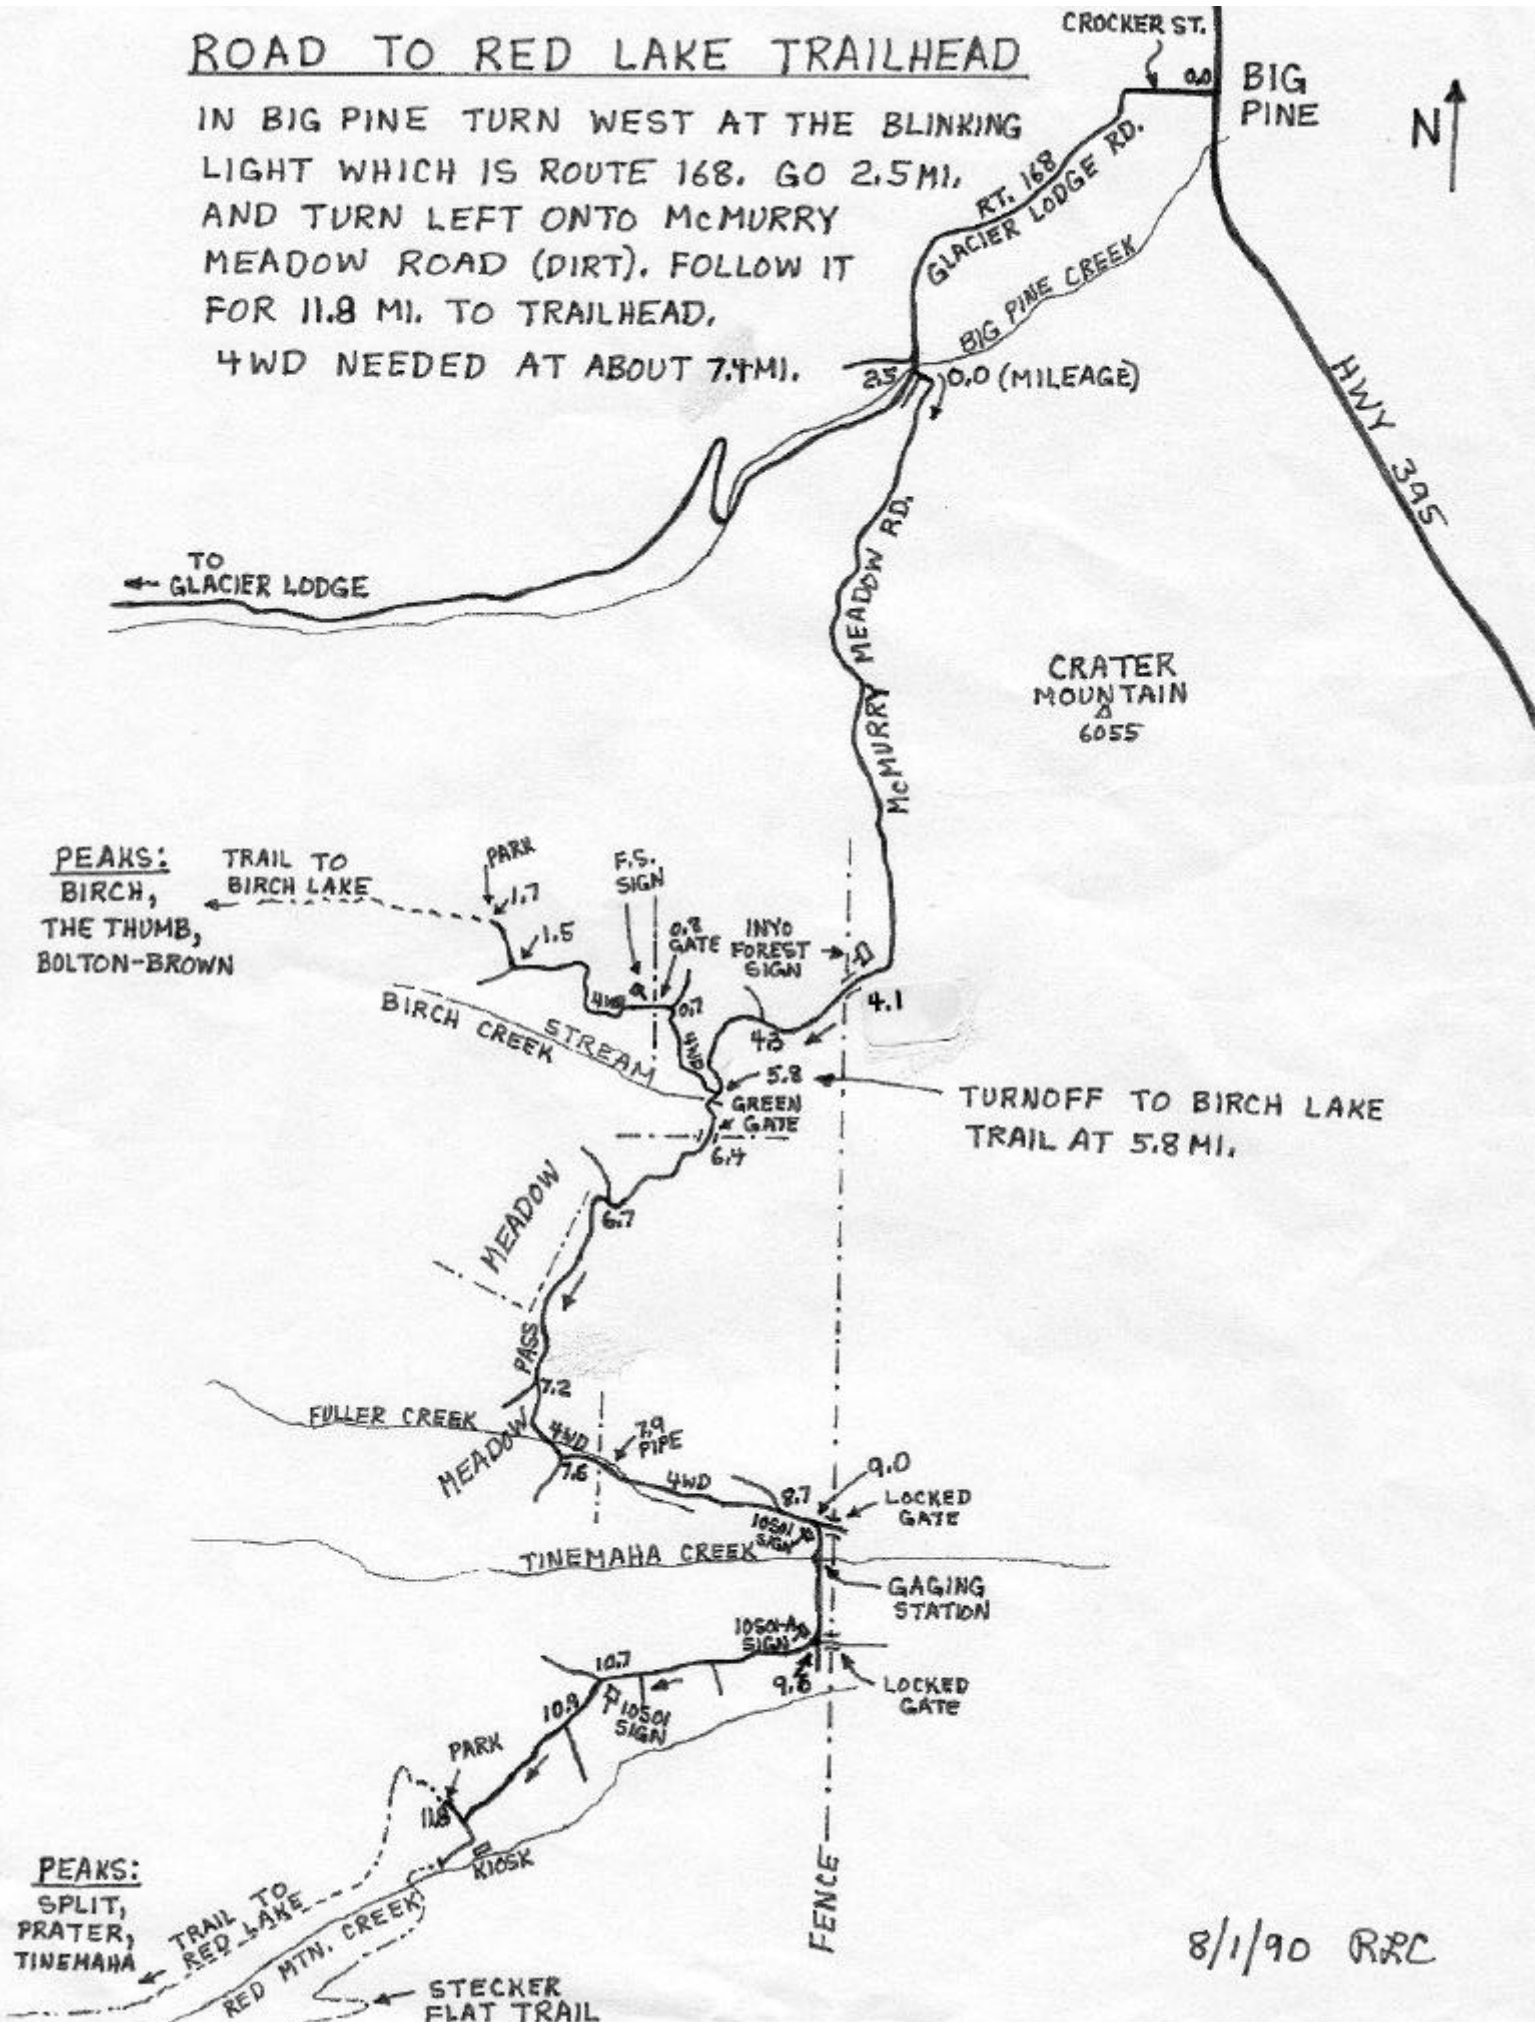 ROAD TO RED LAKE TRAILHEAD
IN BIG PINE TURN WEST AT THE BLINKING
LIGHT WHICH IS ROUTE 168. GO 2.5 MI.
AND TURN LEFT ONTO McMURRY
MEADOW ROAD (DIRT). FOLLOW IT
FOR 11.8 MI. TO TRAILHEAD.
4WD NEEDED AT ABOUT 7.4 MI.
CROCKER ST.
0.0
BIG
PINE
N
RT. 168
GLACIER LODGE RD.
BIG PINE CREEK
HWY 395
2.5
0.0 (MILEAGE)
TO
GLACIER LODGE
McMURRY MEADOW RD.
CRATER
MOUNTAIN
6055
PEAKS:
BIRCH,
THE THUMB,
BOLTON-BROWN
TRAIL TO
BIRCH LAKE
PARK
1.7
1.5
F.S.
SIGN
0.8
GATE
INYO
FOREST
SIGN
4.1
4WD
0.7
4WD
4.3
BIRCH CREEK
STREAM
5.8
GREEN
GATE
6.4
TURNOFF TO BIRCH LAKE
TRAIL AT 5.8 MI.
MEADOW
6.7
PASS
7.2
FULLER CREEK
MEADOW
4WD
7.6
7.9
PIPE
4WD
8.7
9.0
LOCKED
GATE
10S01
SIGN
TINEMAHA CREEK
GAGING
STATION
10S01-A
SIGN
LOCKED
GATE
10.7
10S01
SIGN
10.9
PARK
11.8
KIOSK
FENCE
PEAKS:
SPLIT,
PRATER,
TINEMAHA
TRAIL TO
RED LAKE
RED MTN. CREEK
STECKER
FLAT TRAIL
8/1/90 RLC